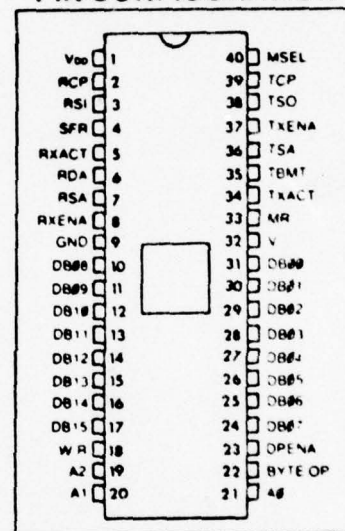 VDD 1 40 MSEL
RCP 2 39 TCP
RSI 3 38 TSO
SFR 4 37 TXENA
RXACT 5 36 TSA
RDA 6 35 TBMT
RSA 7 34 TXACT
RXENA 8 33 MR
GND 9 32 V
DB08 10 31 DB00
DB09 11 30 DB01
DB10 12 29 DB02
DB11 13 28 DB03
DB12 14 27 DB04
DB13 15 26 DB05
DB14 16 25 DB06
DB15 17 24 DB07
W/R 18 23 DPENA
A2 19 22 BYTE OP
A1 20 21 A0